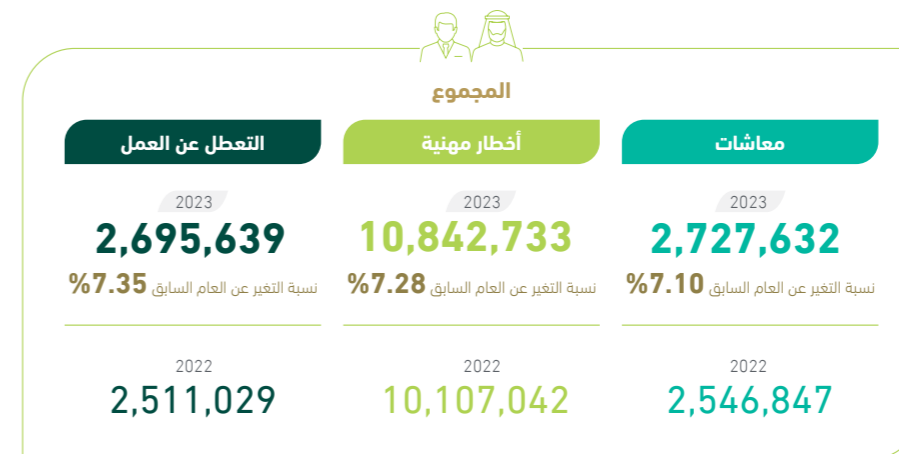 المجموع
معاشات
أخطار مهنية
التعطل عن العمل
2023
2023
2023
2,727,632
10,842,733
2,695,639
نسبة التغير عن العام السابق 7.10%
نسبة التغير عن العام السابق 7.28%
نسبة التغير عن العام السابق 7.35%
2022
2022
2022
2,546,847
10,107,042
2,511,029